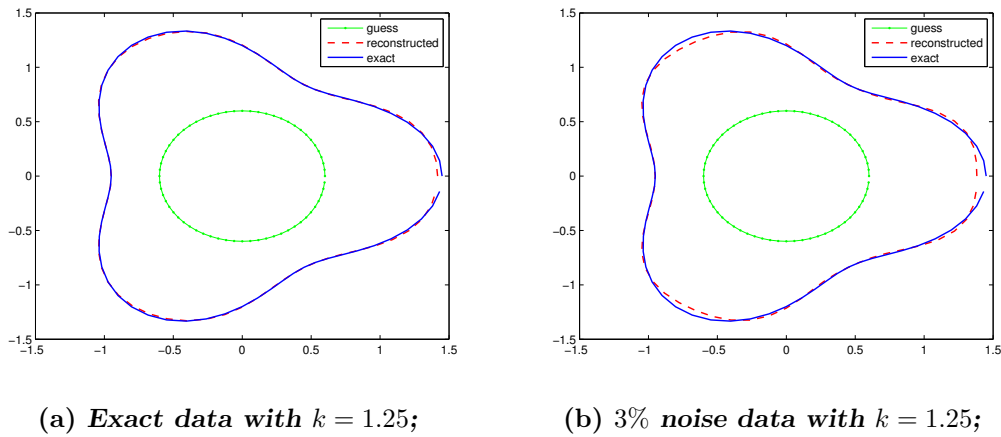 guess
reconstructed
exact
1.5
1
0.5
0
−0.5
−1
−1.5
−1.5 −1 −0.5 0 0.5 1 1.5
guess
reconstructed
exact
1.5
1
0.5
0
−0.5
−1
−1.5
−1.5 −1 −0.5 0 0.5 1 1.5
(a) Exact data with k = 1.25;
(b) 3% noise data with k = 1.25;